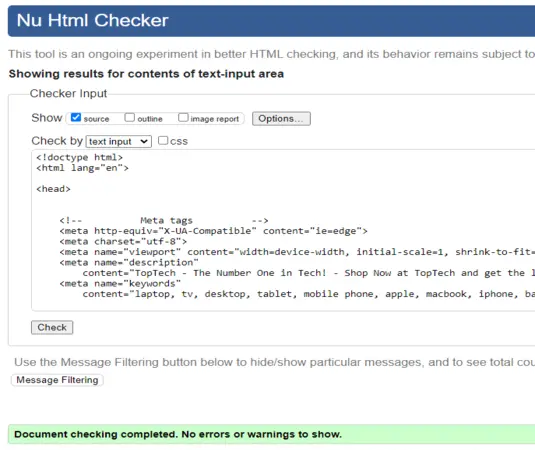 Nu Html Checker
This tool is an ongoing experiment in better HTML checking, and its behavior remains subject to
Showing results for contents of text-input area
Checker Input
Show source outline image report Options...
Check by text input css
<!doctype html>
<html lang="en">
<head>
<!-- Meta tags -->
<meta http-equiv="X-UA-Compatible" content="ie=edge">
<meta charset="utf-8">
<meta name="viewport" content="width=device-width, initial-scale=1, shrink-to-fit=
<meta name="description"
content="TopTech - The Number One in Tech! - Shop Now at TopTech and get the l
<meta name="keywords"
content="laptop, tv, desktop, tablet, mobile phone, apple, macbook, iphone, ba
Check
Use the Message Filtering button below to hide/show particular messages, and to see total cou
Message Filtering
Document checking completed. No errors or warnings to show.